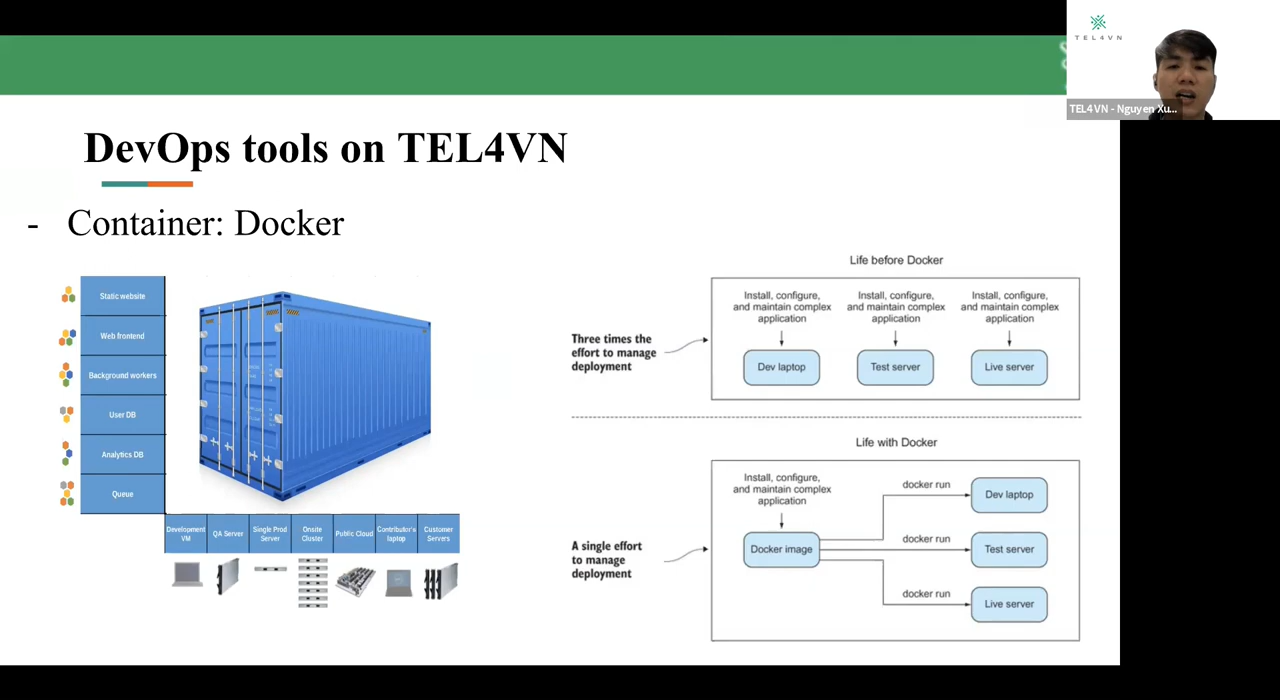 TEL4VN
TEL4VN - Nguyen Xu...
DevOps tools on TEL4VN
- Container: Docker
Static website
Web frontend
Background workers
User DB
Analytics DB
Queue
Development
VM
QA Server
Single Prod
Server
Onsite
Cluster
Public Cloud
Contributor's
laptop
Customer
Servers
Life before Docker
Install, configure,
and maintain complex
application
Install, configure,
and maintain complex
application
Install, configure,
and maintain complex
application
Three times the
effort to manage
deployment
Dev laptop
Test server
Live server
Life with Docker
Install, configure,
and maintain complex
application
A single effort
to manage
deployment
Docker image
docker run
Dev laptop
docker run
Test server
docker run
Live server